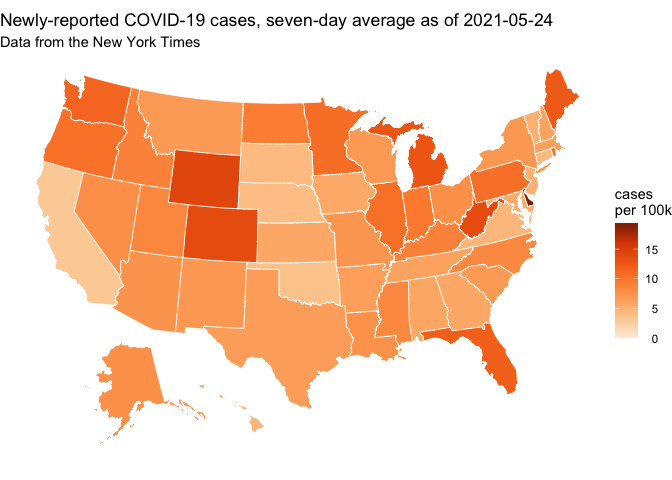 Newly-reported COVID-19 cases, seven-day average as of 2021-05-24
Data from the New York Times
cases
per 100k
15
10
5
0